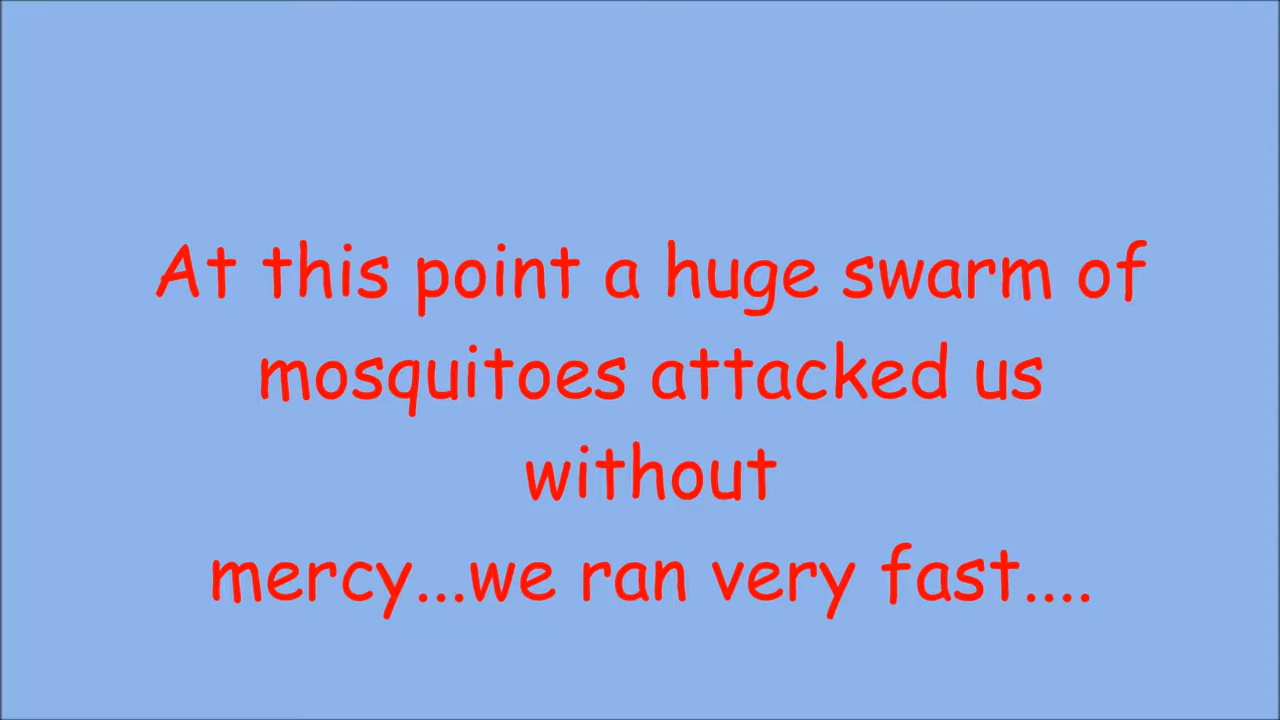 At this point a huge swarm of
mosquitoes attacked us
without
mercy...we ran very fast....